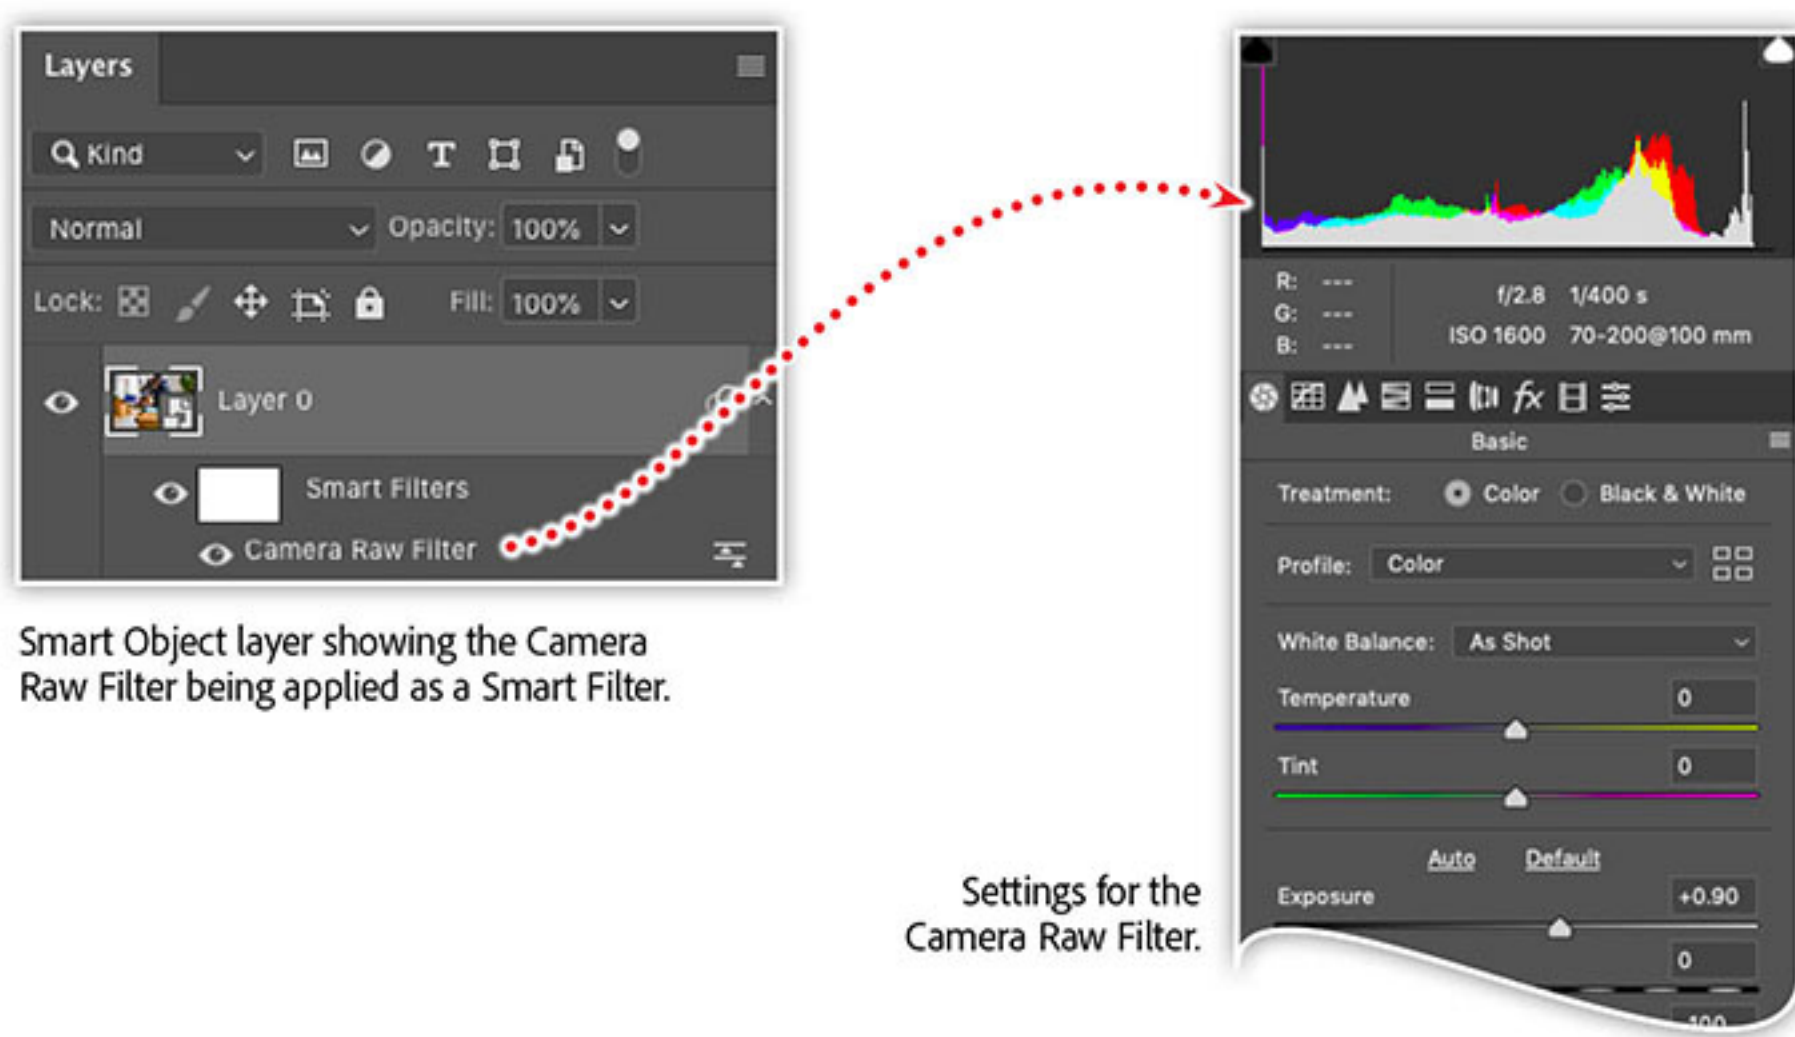 Layers
Kind
Normal
Opacity: 100%
Lock:
Fill: 100%
Layer 0
Smart Filters
Camera Raw Filter
Smart Object layer showing the Camera
Raw Filter being applied as a Smart Filter.
R: ---
G: ---
B: ---
f/2.8 1/400 s
ISO 1600 70-200@100 mm
fx
Basic
Treatment: Color Black & White
Profile: Color
White Balance: As Shot
Temperature 0
Tint 0
Auto Default
Exposure +0.90
0
Settings for the
Camera Raw Filter.